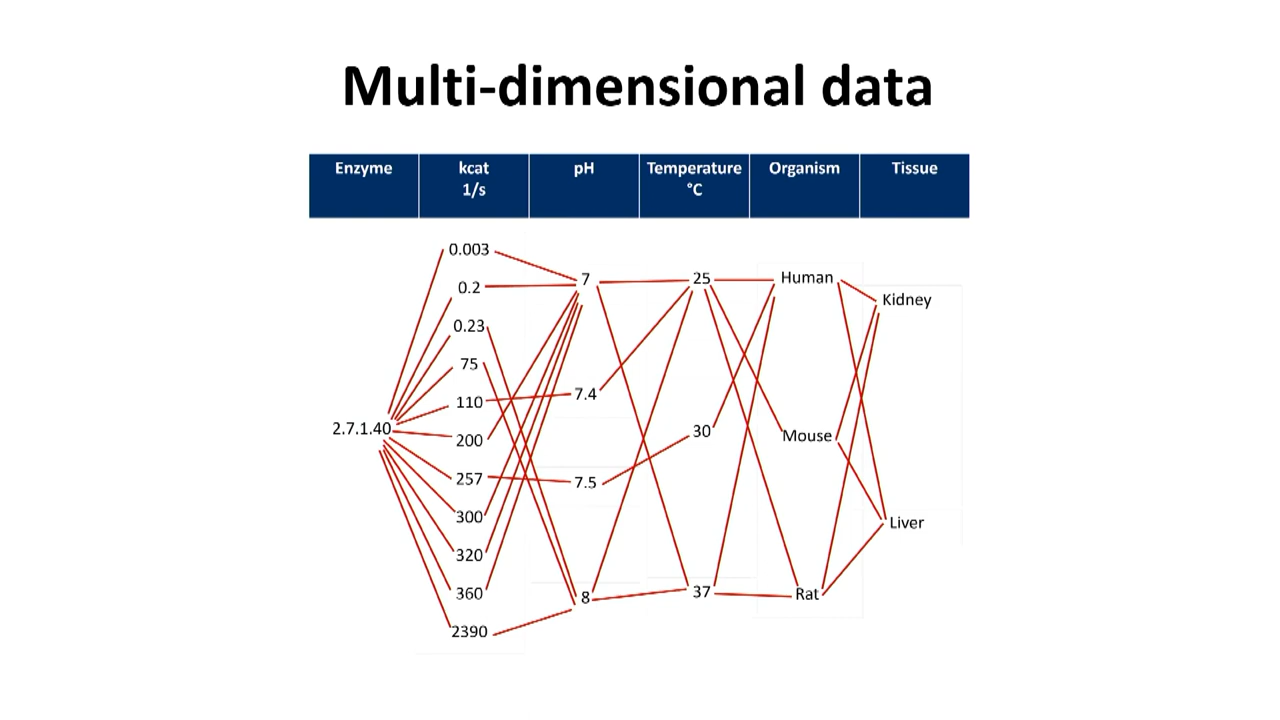 Multi-dimensional data
Enzyme
kcat
1/s
pH
Temperature
°C
Organism
Tissue
2.7.1.40
0.003
0.2
0.23
75
110
200
257
300
320
360
2390
7
7.4
7.5
8
25
30
37
Human
Mouse
Rat
Kidney
Liver